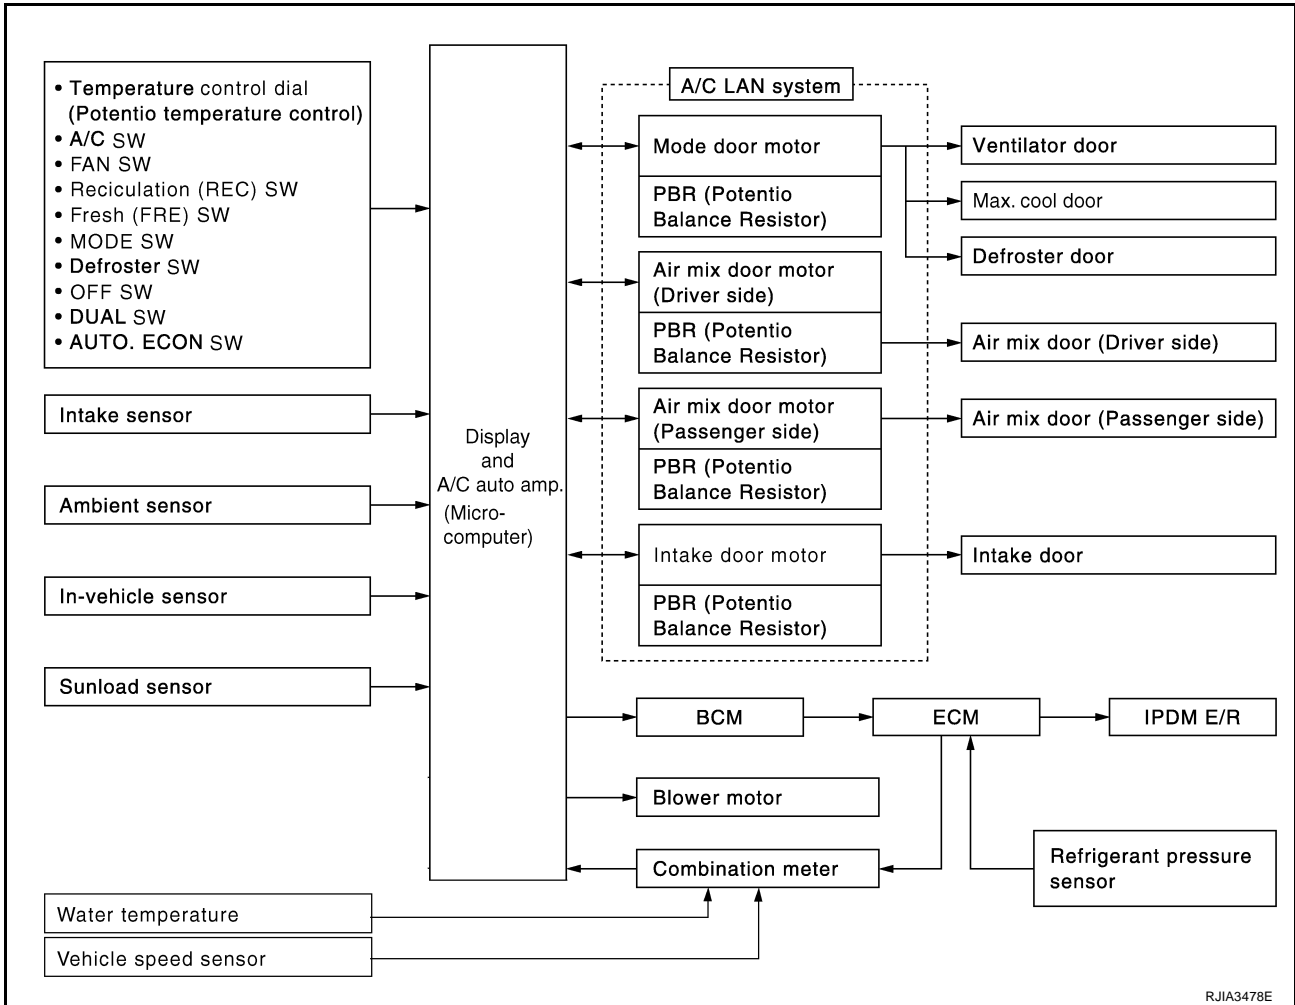 • Temperature control dial
(Potentio temperature control)
• A/C SW
• FAN SW
• Reciculation (REC) SW
• Fresh (FRE) SW
• MODE SW
• Defroster SW
• OFF SW
• DUAL SW
• AUTO. ECON SW
Intake sensor
Ambient sensor
In-vehicle sensor
Sunload sensor
Water temperature
Vehicle speed sensor
Display
and
A/C auto amp.
(Micro-
computer)
A/C LAN system
Mode door motor
PBR (Potentio
Balance Resistor)
Air mix door motor
(Driver side)
PBR (Potentio
Balance Resistor)
Air mix door motor
(Passenger side)
PBR (Potentio
Balance Resistor)
Intake door motor
PBR (Potentio
Balance Resistor)
Ventilator door
Max. cool door
Defroster door
Air mix door (Driver side)
Air mix door (Passenger side)
Intake door
BCM
ECM
IPDM E/R
Blower motor
Combination meter
Refrigerant pressure
sensor
RJIA3478E